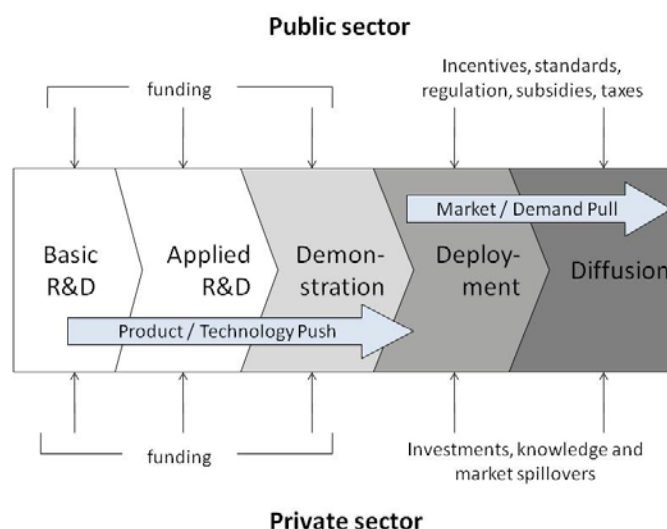 Public sector
funding
Incentives, standards,
regulation, subsidies, taxes
Market / Demand Pull
Basic
R&D
Applied
R&D
Demon-
stration
Deploy-
ment
Diffusion
Product / Technology Push
funding
Investments, knowledge and
market spillovers
Private sector